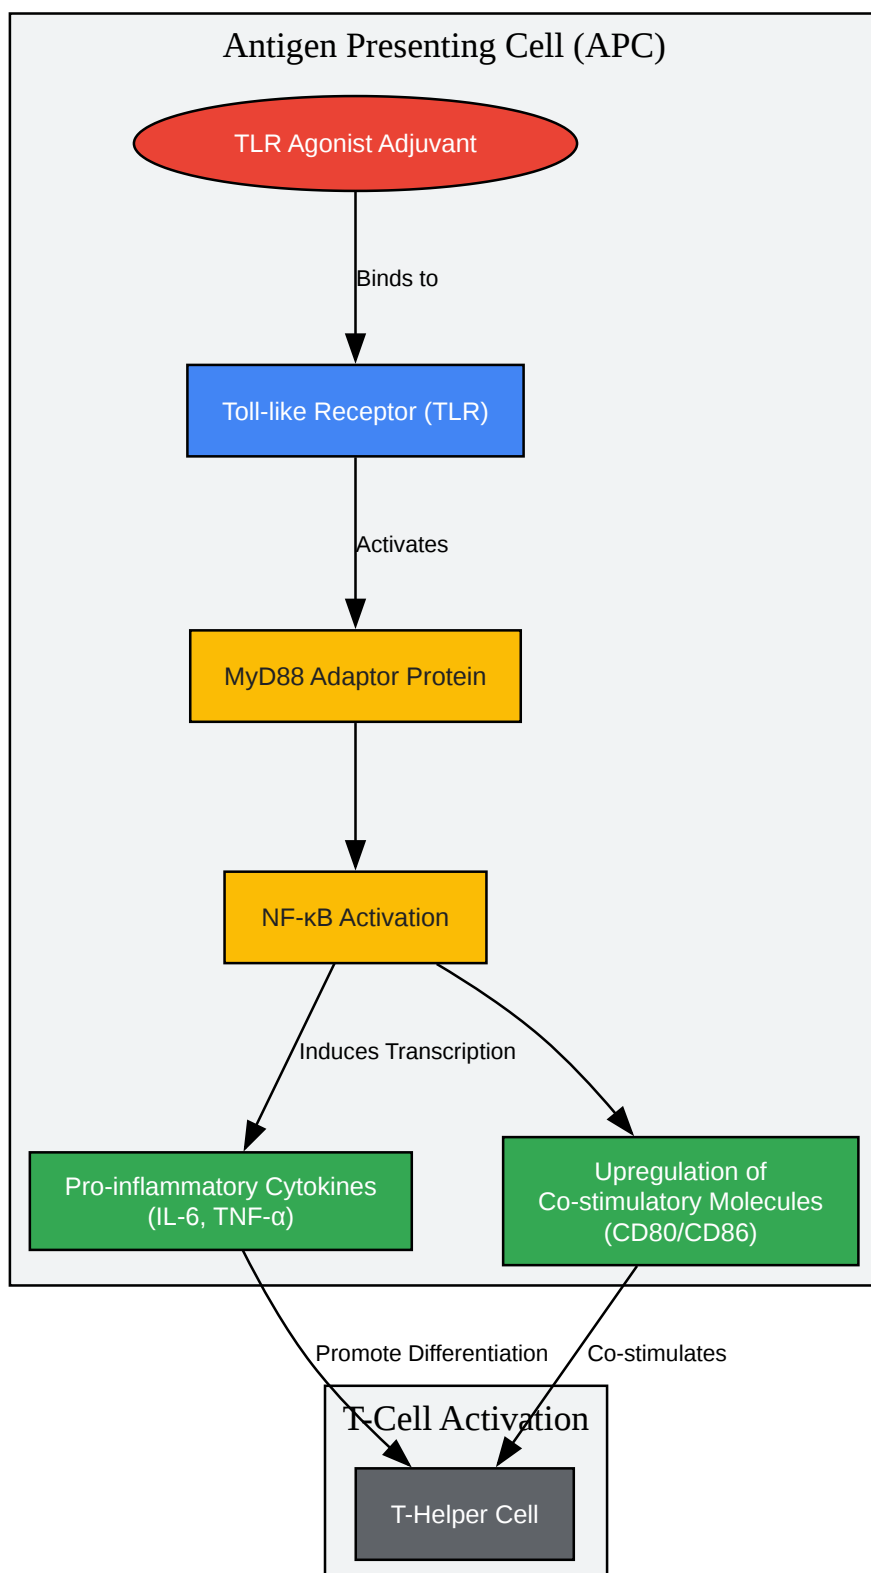 Antigen Presenting Cell (APC)
TLR Agonist Adjuvant
Binds to
Toll-like Receptor (TLR)
Activates
MyD88 Adaptor Protein
NF-κB Activation
Induces Transcription
Pro-inflammatory Cytokines
(IL-6, TNF-α)
Upregulation of
Co-stimulatory Molecules
(CD80/CD86)
Promote Differentiation
Co-stimulates
T-Cell Activation
T-Helper Cell